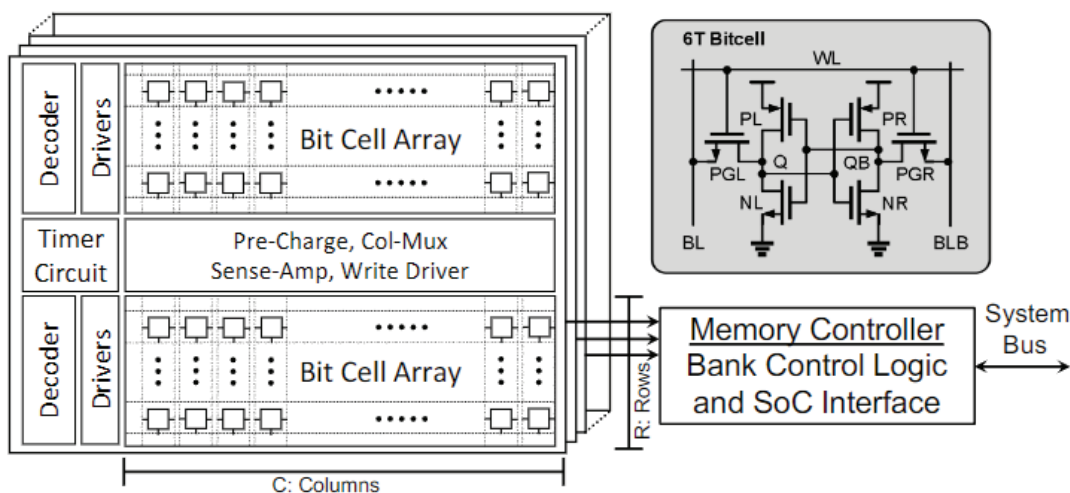 Decoder
Drivers
Bit Cell Array
Timer
Circuit
Pre-Charge, Col-Mux
Sense-Amp, Write Driver
Decoder
Drivers
Bit Cell Array
C: Columns
R: Rows
6T Bitcell
WL
PL
PR
PGL
Q
QB
PGR
NL
NR
BL
BLB
Memory Controller
Bank Control Logic
and SoC Interface
System
Bus